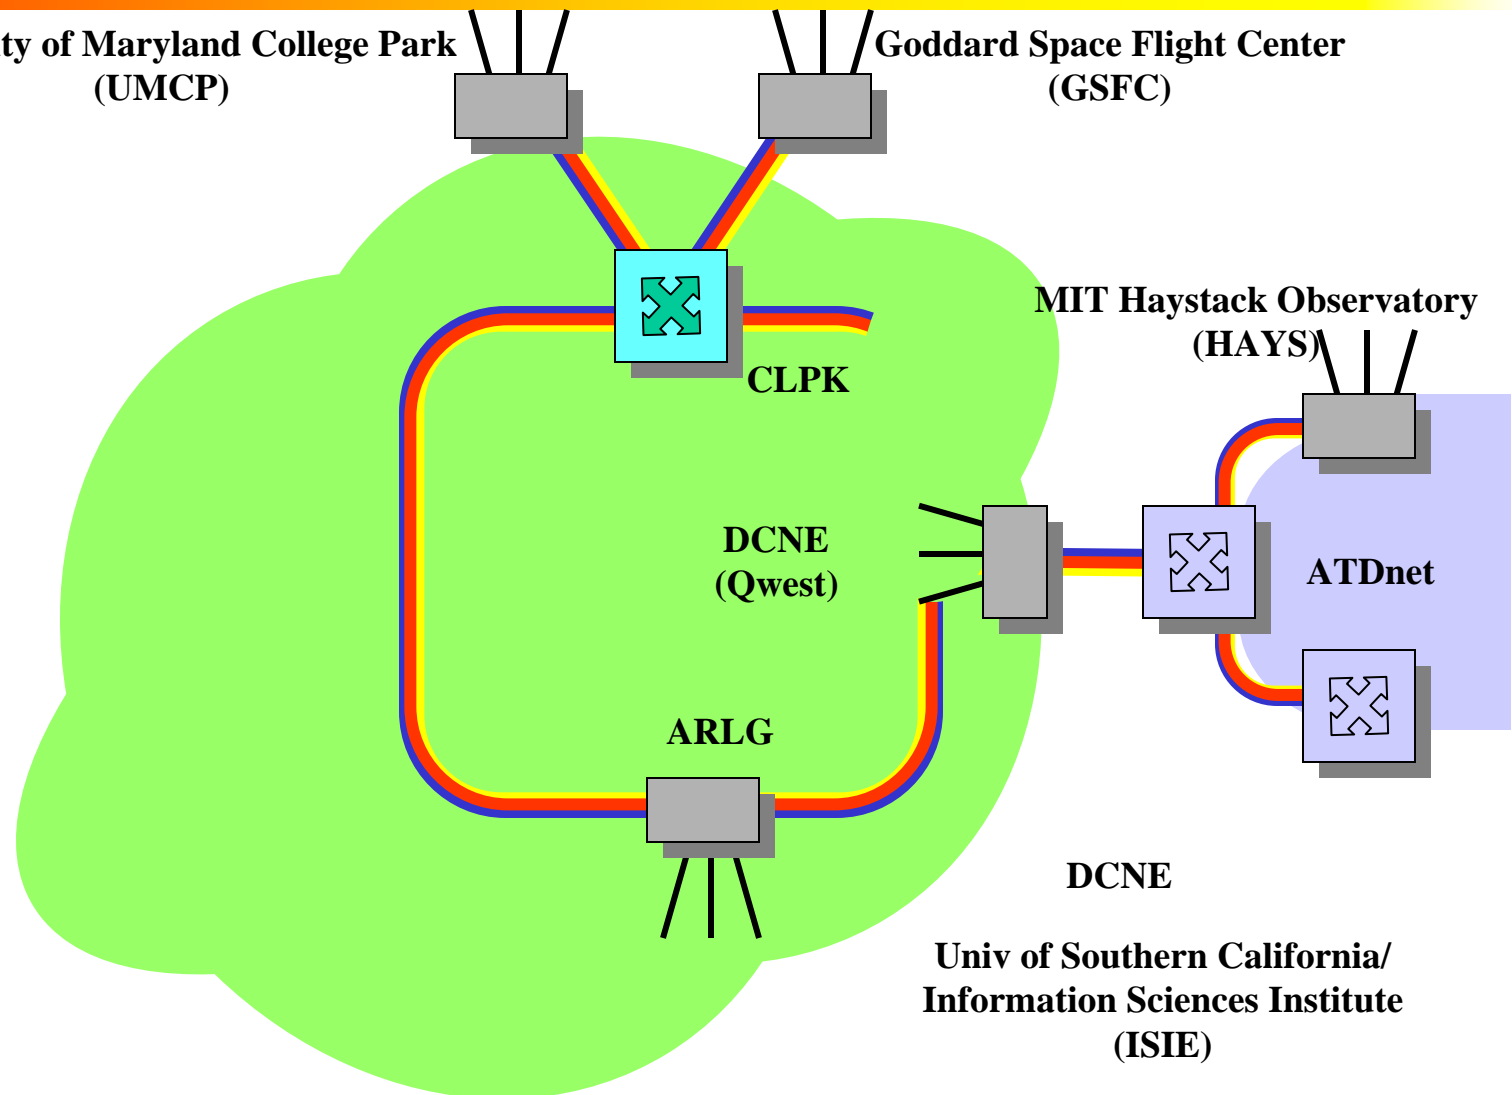 ty of Maryland College Park
(UMCP)
Goddard Space Flight Center
(GSFC)
MIT Haystack Observatory
(HAYS)
CLPK
DCNE
(Qwest)
ATDnet
ARLG
DCNE
Univ of Southern California/
Information Sciences Institute
(ISIE)